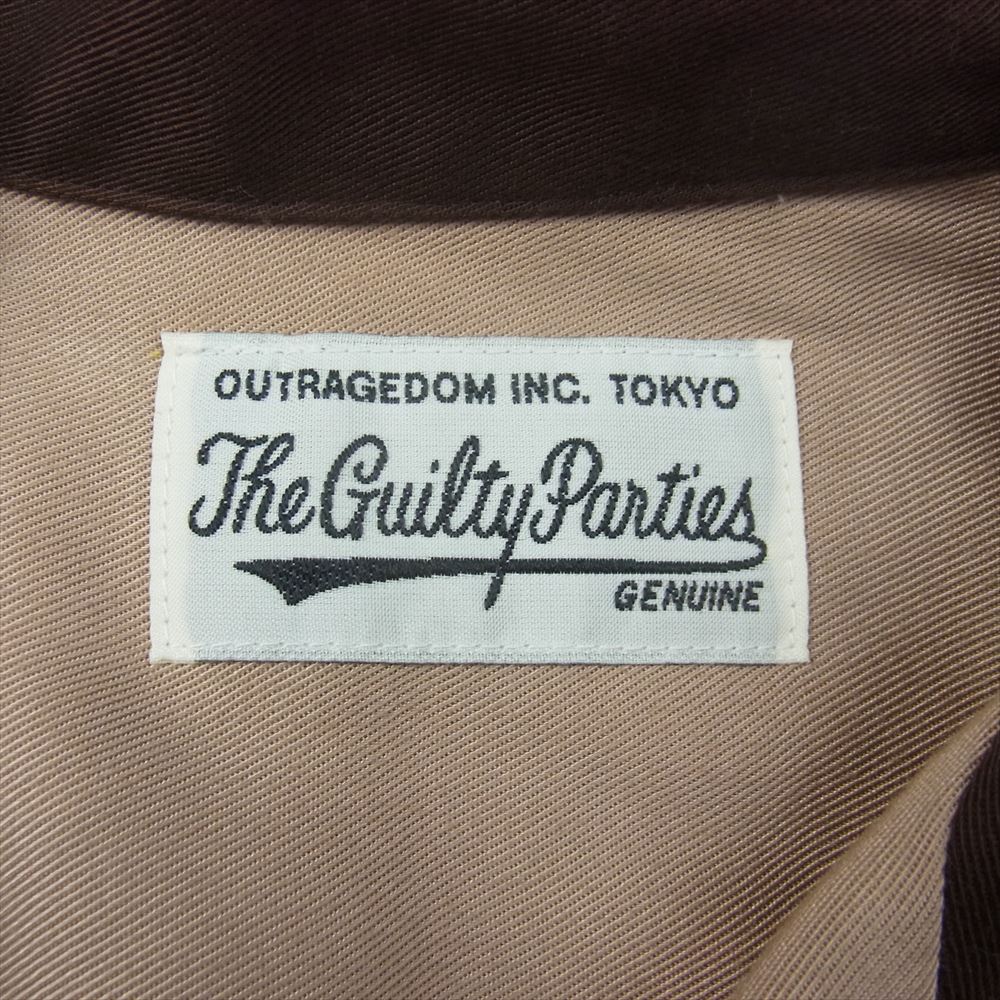 OUTRAGEDOM INC. TOKYO
The Guilty Parties
GENUINE